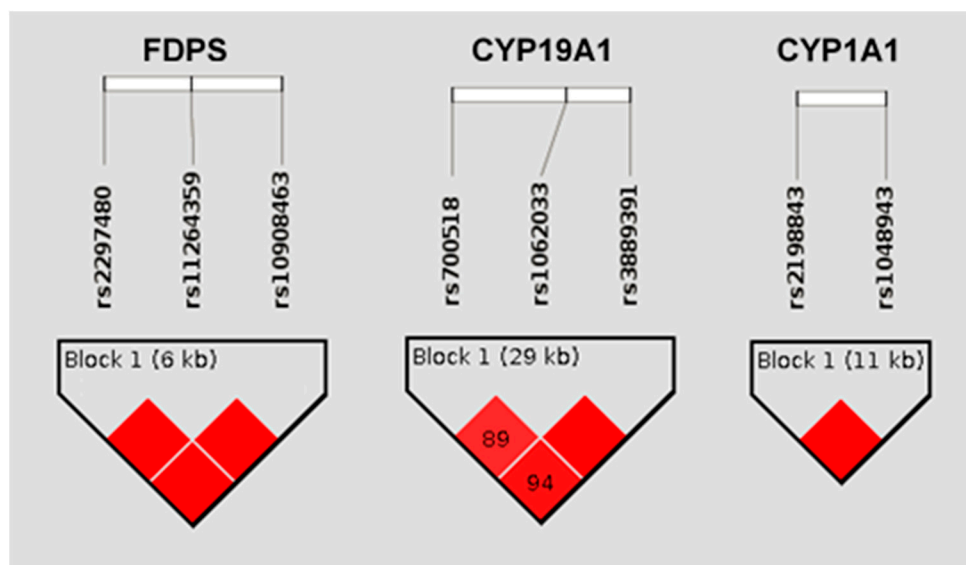 FDPS
rs2297480
rs11264359
rs10908463
Block 1 (6 kb)
CYP19A1
rs700518
rs1062033
rs3889391
Block 1 (29 kb)
89
94
CYP1A1
rs2198843
rs1048943
Block 1 (11 kb)